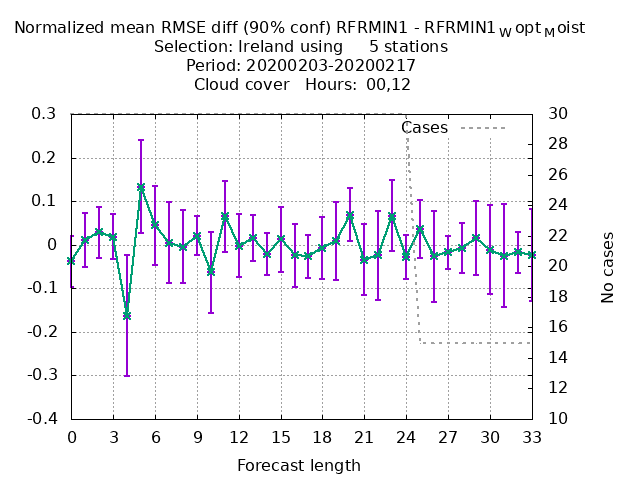 Normalized mean RMSE diff (90% conf) RFRMIN1 - RFRMIN1WoptMoist
Selection: Ireland using 5 stations
Period: 20200203-20200217
Cloud cover Hours: 00,12
0.3 30
Cases
28
0.2
26
0.1
24
22
0
20
-0.1
18
-0.2 16
14
-0.3
12
-0.4 10
No cases
0 3 6 9 12 15 18 21 24 27 30 33
Forecast length